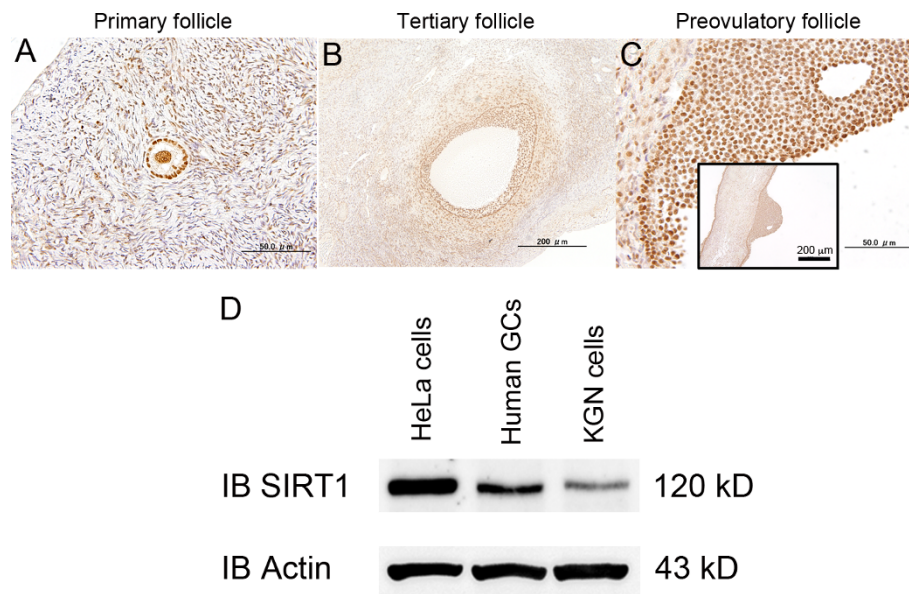 Primary follicle
Tertiary follicle
Preovulatory follicle
A
B
C
50.0 μm
200 μm
200 μm
50.0 μm
D
HeLa cells
Human GCs
KGN cells
IB SIRT1
120 kD
IB Actin
43 kD